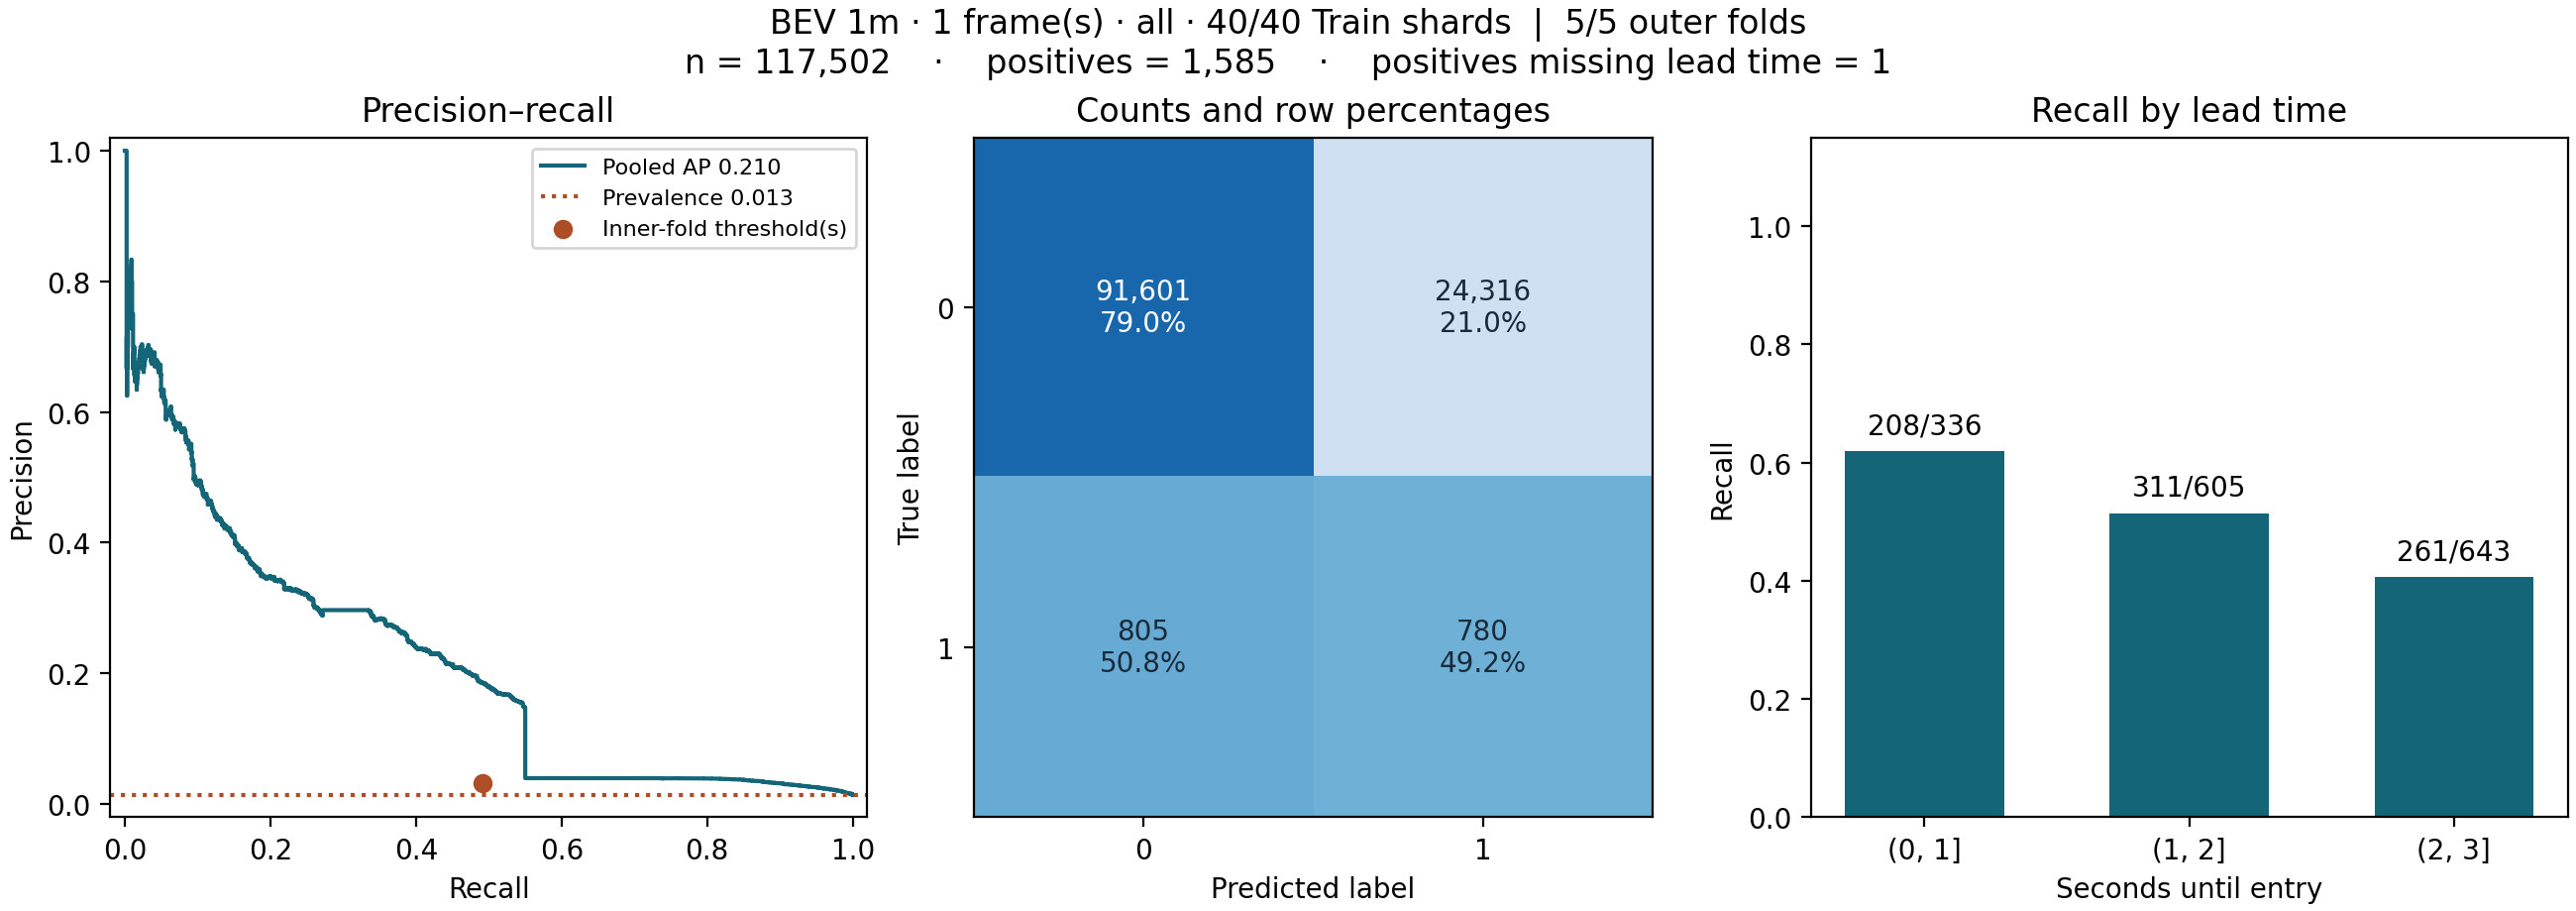 BEV 1m · 1 frame(s) · all · 40/40 Train shards | 5/5 outer folds
n = 117,502 · positives = 1,585 · positives missing lead time = 1
Precision–recall
1.0
0.8
0.6
0.4
0.2
0.0
Precision
Pooled AP 0.210
Prevalence 0.013
Inner-fold threshold(s)
0.0 0.2 0.4 0.6 0.8 1.0
Recall
Counts and row percentages
True label
0
1
91,601
79.0%
24,316
21.0%
805
50.8%
780
49.2%
0 1
Predicted label
Recall by lead time
Recall
1.0
0.8
0.6
0.4
0.2
0.0
208/336
311/605
261/643
(0, 1] (1, 2] (2, 3]
Seconds until entry